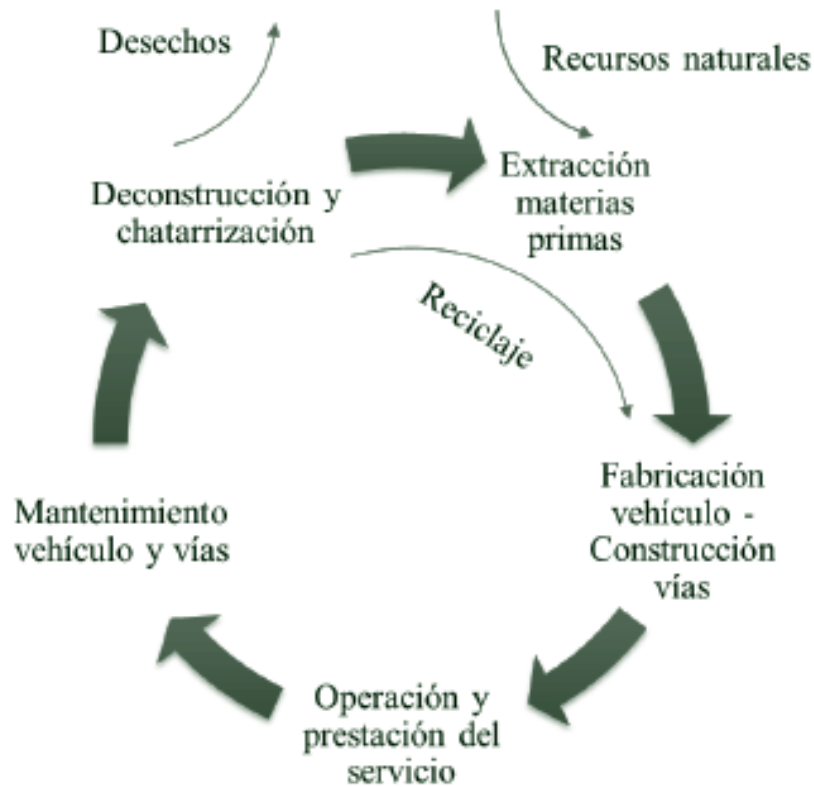 Desechos
Recursos naturales
Deconstrucción y
chatarrización
Extracción
materias
primas
Reciclaje
Fabricación
vehículo -
Construcción
vías
Mantenimiento
vehículo y vías
Operación y
prestación del
servicio